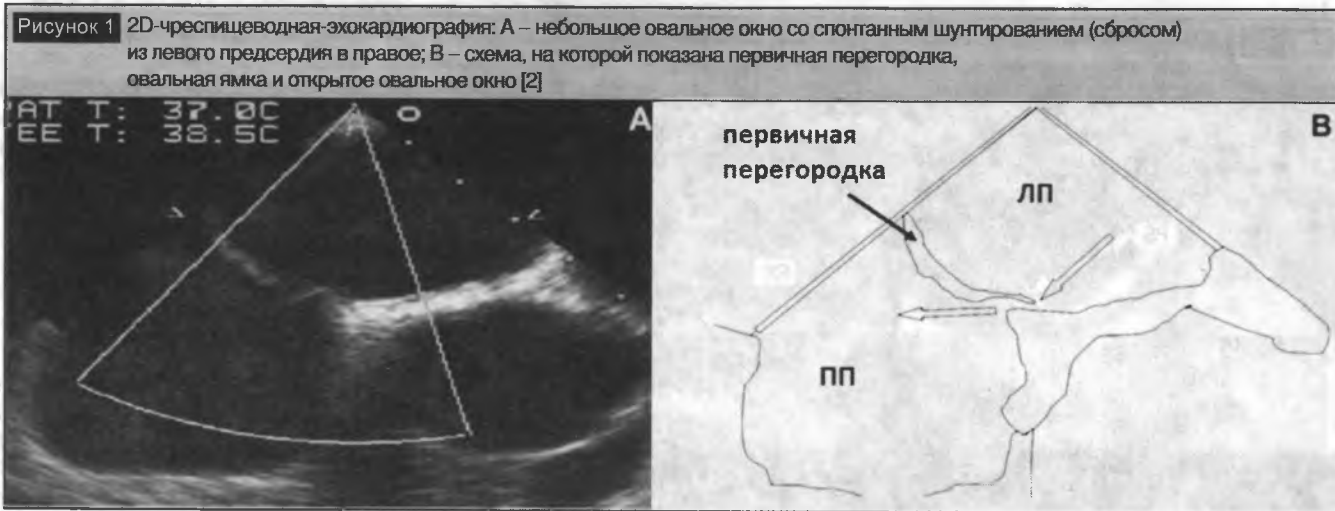 Рисунок 1 2D-чреспищеводная-эхокардиография: А – небольшое овальное окно со спонтанным шунтированием (сбросом)
из левого предсердия в правое; В – схема, на которой показана первичная перегородка,
овальная ямка и открытое овальное окно [2]
PAT T: 37.0C
TEE T: 38.5C
A
первичная
перегородка
ЛП
ПП
B